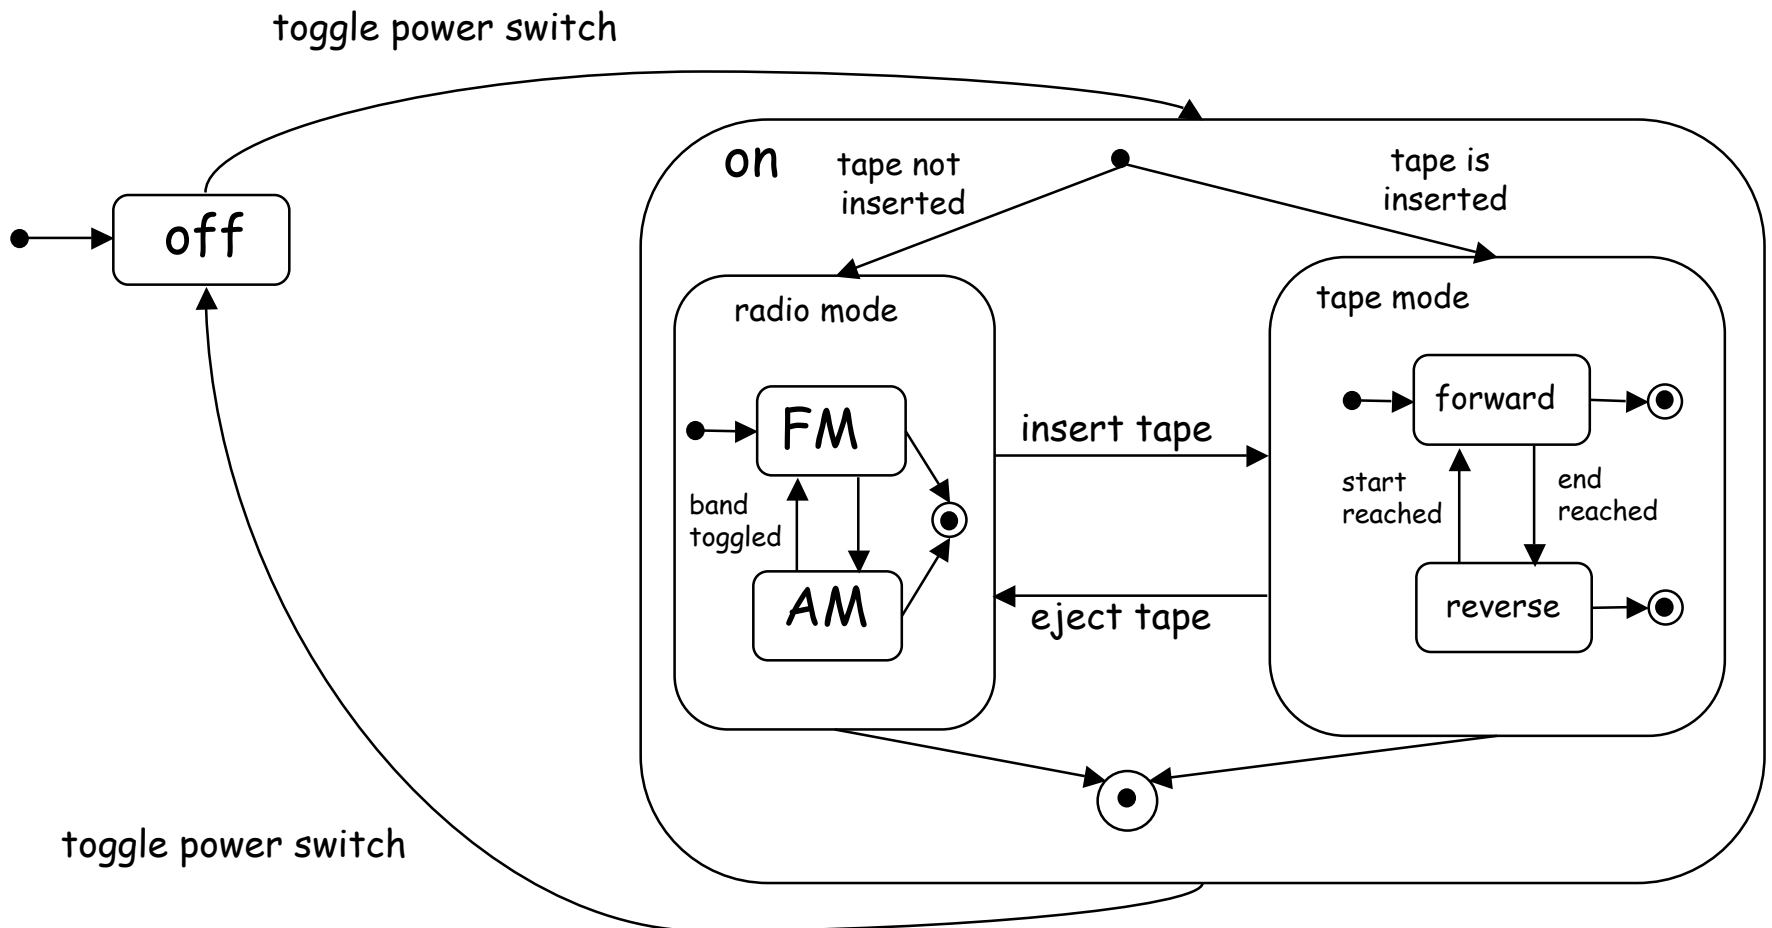 toggle power switch
on
tape not
inserted
tape is
inserted
off
radio mode
tape mode
FM
forward
insert tape
band
toggled
start
reached
end
reached
AM
reverse
eject tape
toggle power switch